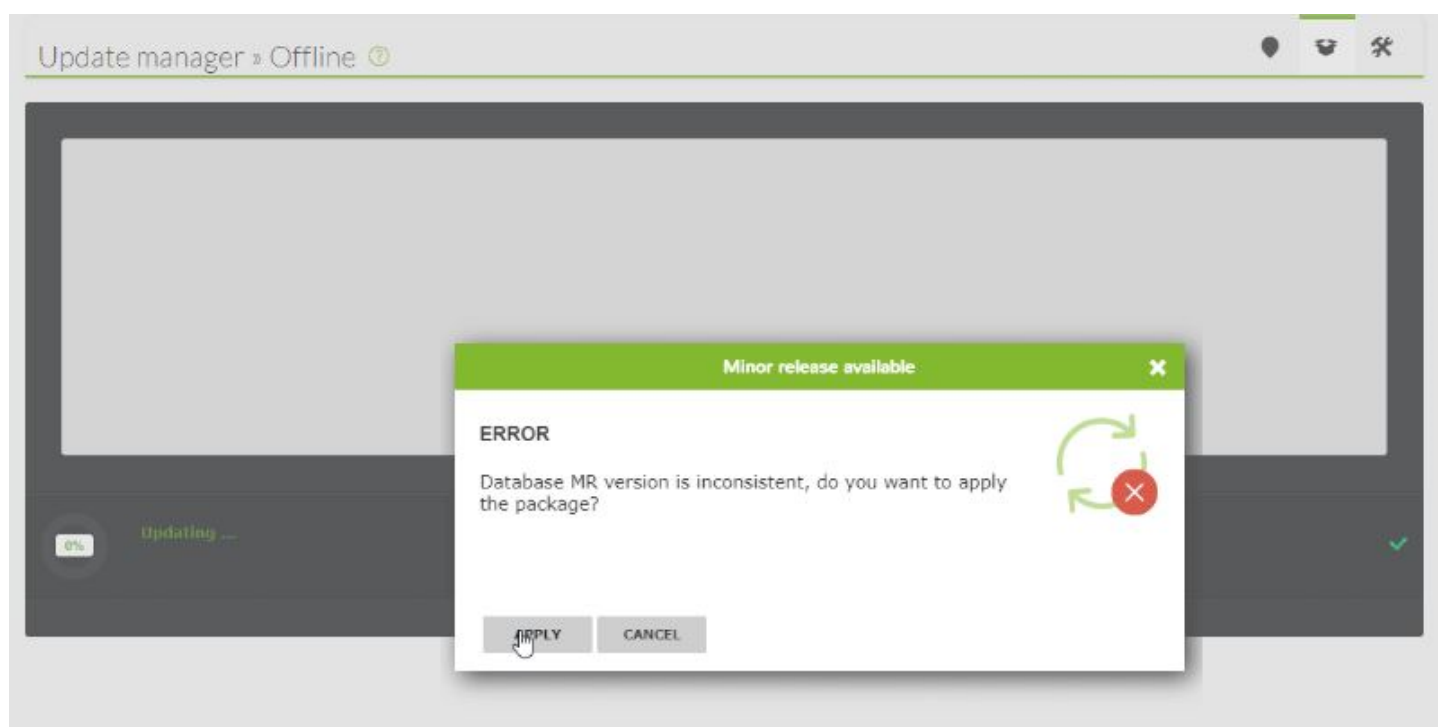 Update manager » Offline ?
Minor release available
ERROR
Database MR version is inconsistent, do you want to apply
the package?
0%
Updating ...
APPLY
CANCEL